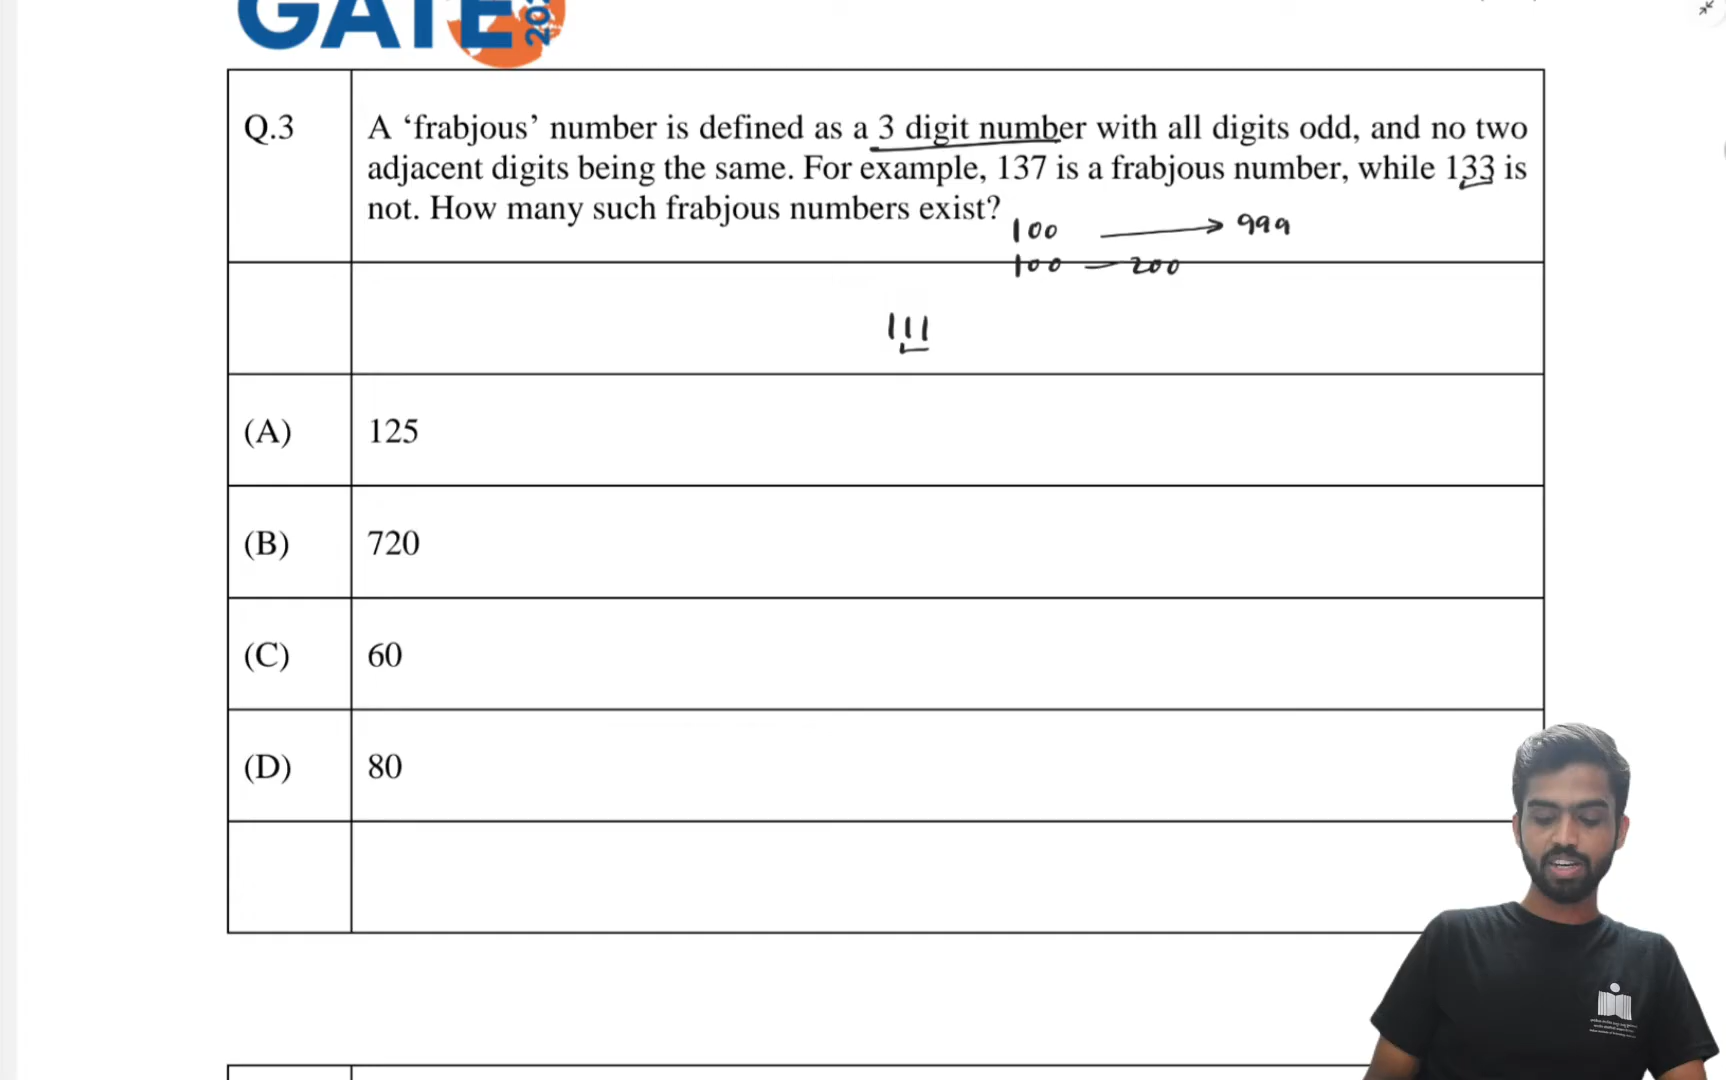 GATE
Q.3
A ‘frabjous’ number is defined as a 3 digit number with all digits odd, and no two
adjacent digits being the same. For example, 137 is a frabjous number, while 133 is
not. How many such frabjous numbers exist?
100 → 999
100 — 200
111
(A) 125
(B) 720
(C) 60
(D) 80